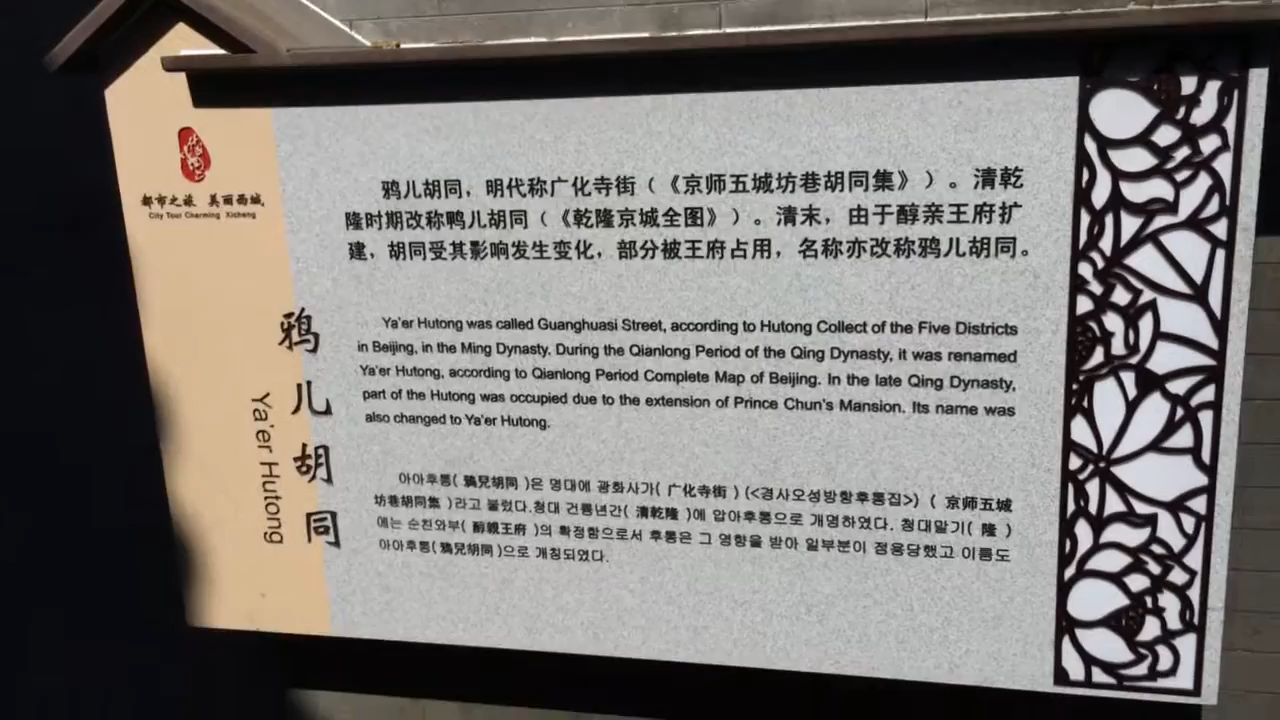 都市之旅 美丽西城
City Tour Charming Xicheng
鸦儿胡同
Ya'er Hutong
鸦儿胡同，明代称广化寺街（《京师五城坊巷胡同集》）。清乾
隆时期改称鸭儿胡同（《乾隆京城全图》）。清末，由于醇亲王府扩
建，胡同受其影响发生变化，部分被王府占用，名称亦改称鸦儿胡同。
Ya'er Hutong was called Guanghuasi Street, according to Hutong Collect of the Five Districts
in Beijing, in the Ming Dynasty. During the Qianlong Period of the Qing Dynasty, it was renamed
Ya'er Hutong, according to Qianlong Period Complete Map of Beijing. In the late Qing Dynasty,
part of the Hutong was occupied due to the extension of Prince Chun's Mansion. Its name was
also changed to Ya'er Hutong.
아아후통( 鴉兒胡同 )은 명대에 광화사가( 广化寺街 ) (<경사오성방항후통집>) ( 京师五城
坊巷胡同集 )라고 불렀다.청대 건륭년간( 清乾隆 )에 압아후통으로 개명하였다. 청대말기( 隆 )
에는 순친와부( 醇親王府 )의 확정함으로서 후통은 그 영향을 받아 일부분이 점용당했고 이름도
아아후통( 鴉兒胡同 )으로 개칭되였다.